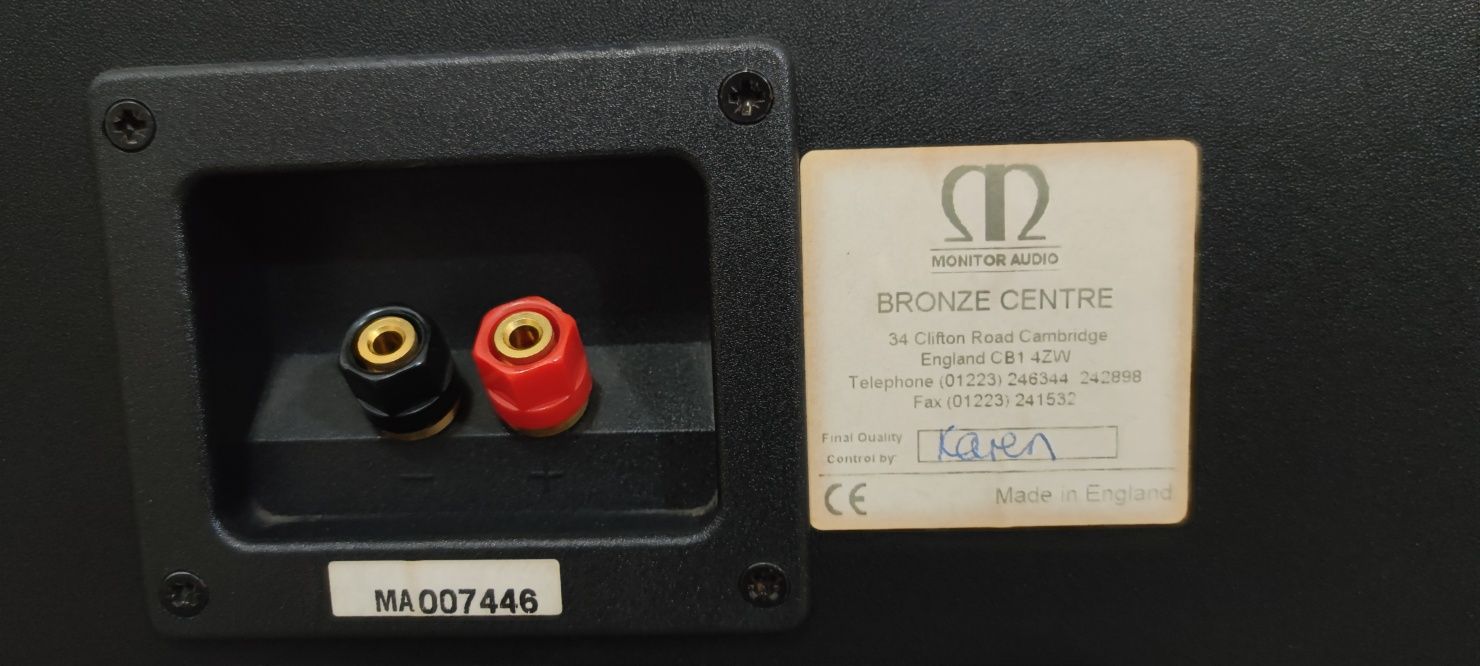 MONITOR AUDIO
BRONZE CENTRE
34 Clifton Road Cambridge
England CB1 4ZW
Telephone (01223) 246344 242898
Fax (01223) 241532
Final Quality
Control by:
Karen
CE
Made in England
- +
MA007446